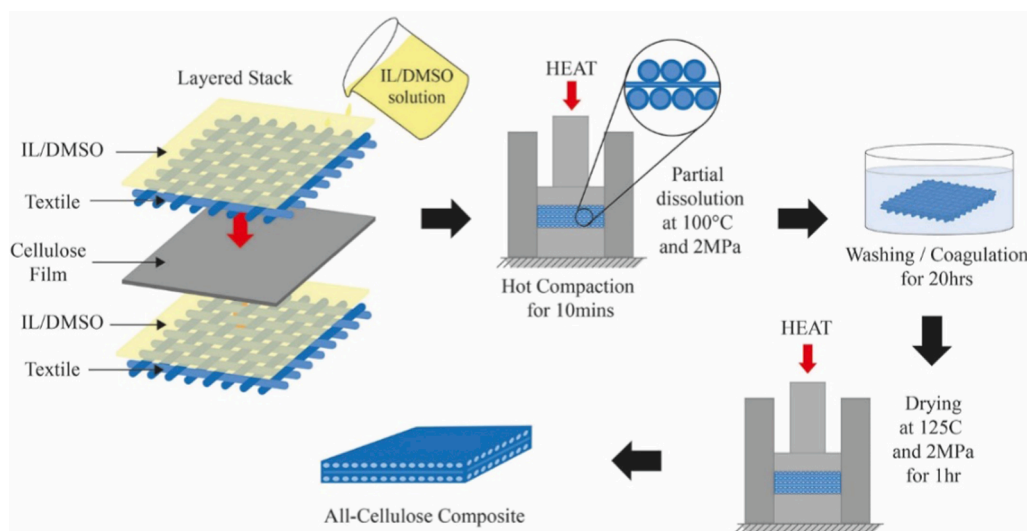 Layered Stack
IL/DMSO
solution
IL/DMSO
Textile
Cellulose
Film
IL/DMSO
Textile
HEAT
Partial
dissolution
at 100°C
and 2MPa
Hot Compaction
for 10mins
Washing / Coagulation
for 20hrs
HEAT
Drying
at 125C
and 2MPa
for 1hr
All-Cellulose Composite